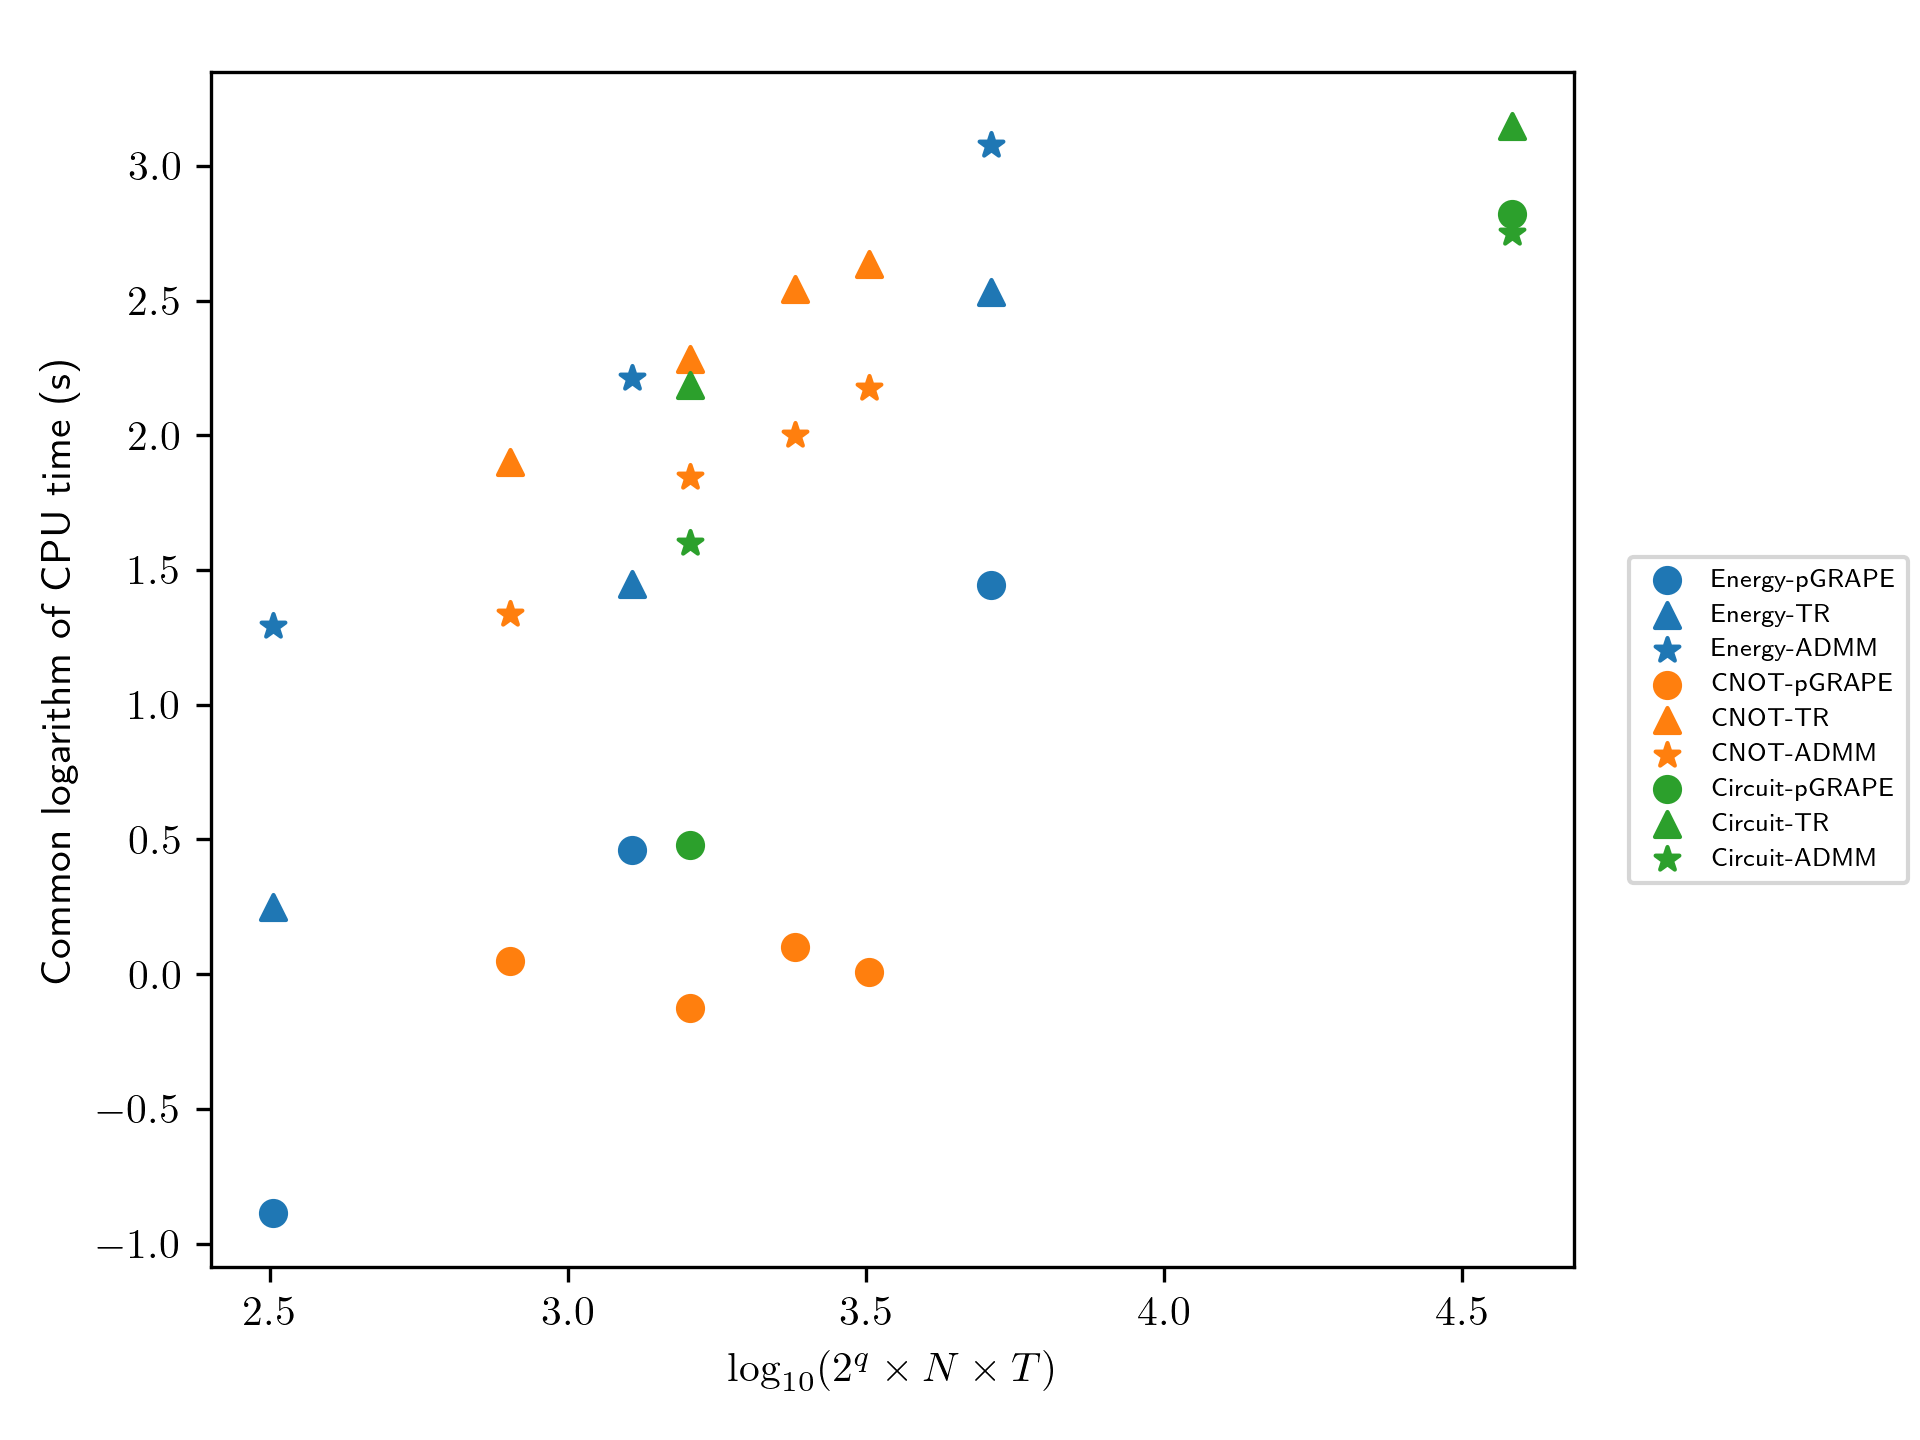 Common logarithm of CPU time (s)
3.0
2.5
2.0
1.5
1.0
0.5
0.0
−0.5
−1.0
2.5 3.0 3.5 4.0 4.5
log₁₀(2^q × N × T)
Energy-pGRAPE
Energy-TR
Energy-ADMM
CNOT-pGRAPE
CNOT-TR
CNOT-ADMM
Circuit-pGRAPE
Circuit-TR
Circuit-ADMM